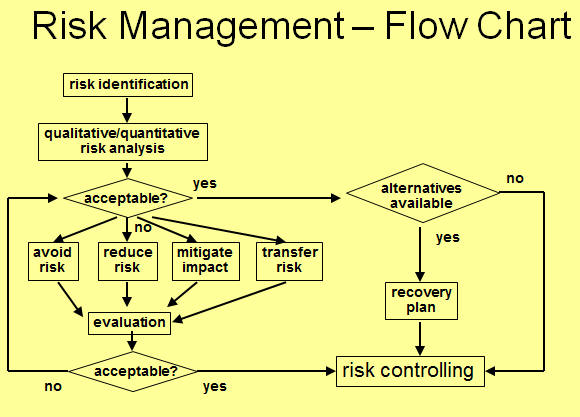 Risk Management – Flow Chart
risk identification
qualitative/quantitative
risk analysis
acceptable?
yes
no
alternatives
available
no
yes
avoid
risk
reduce
risk
mitigate
impact
transfer
risk
recovery
plan
evaluation
acceptable?
no
yes
risk controlling